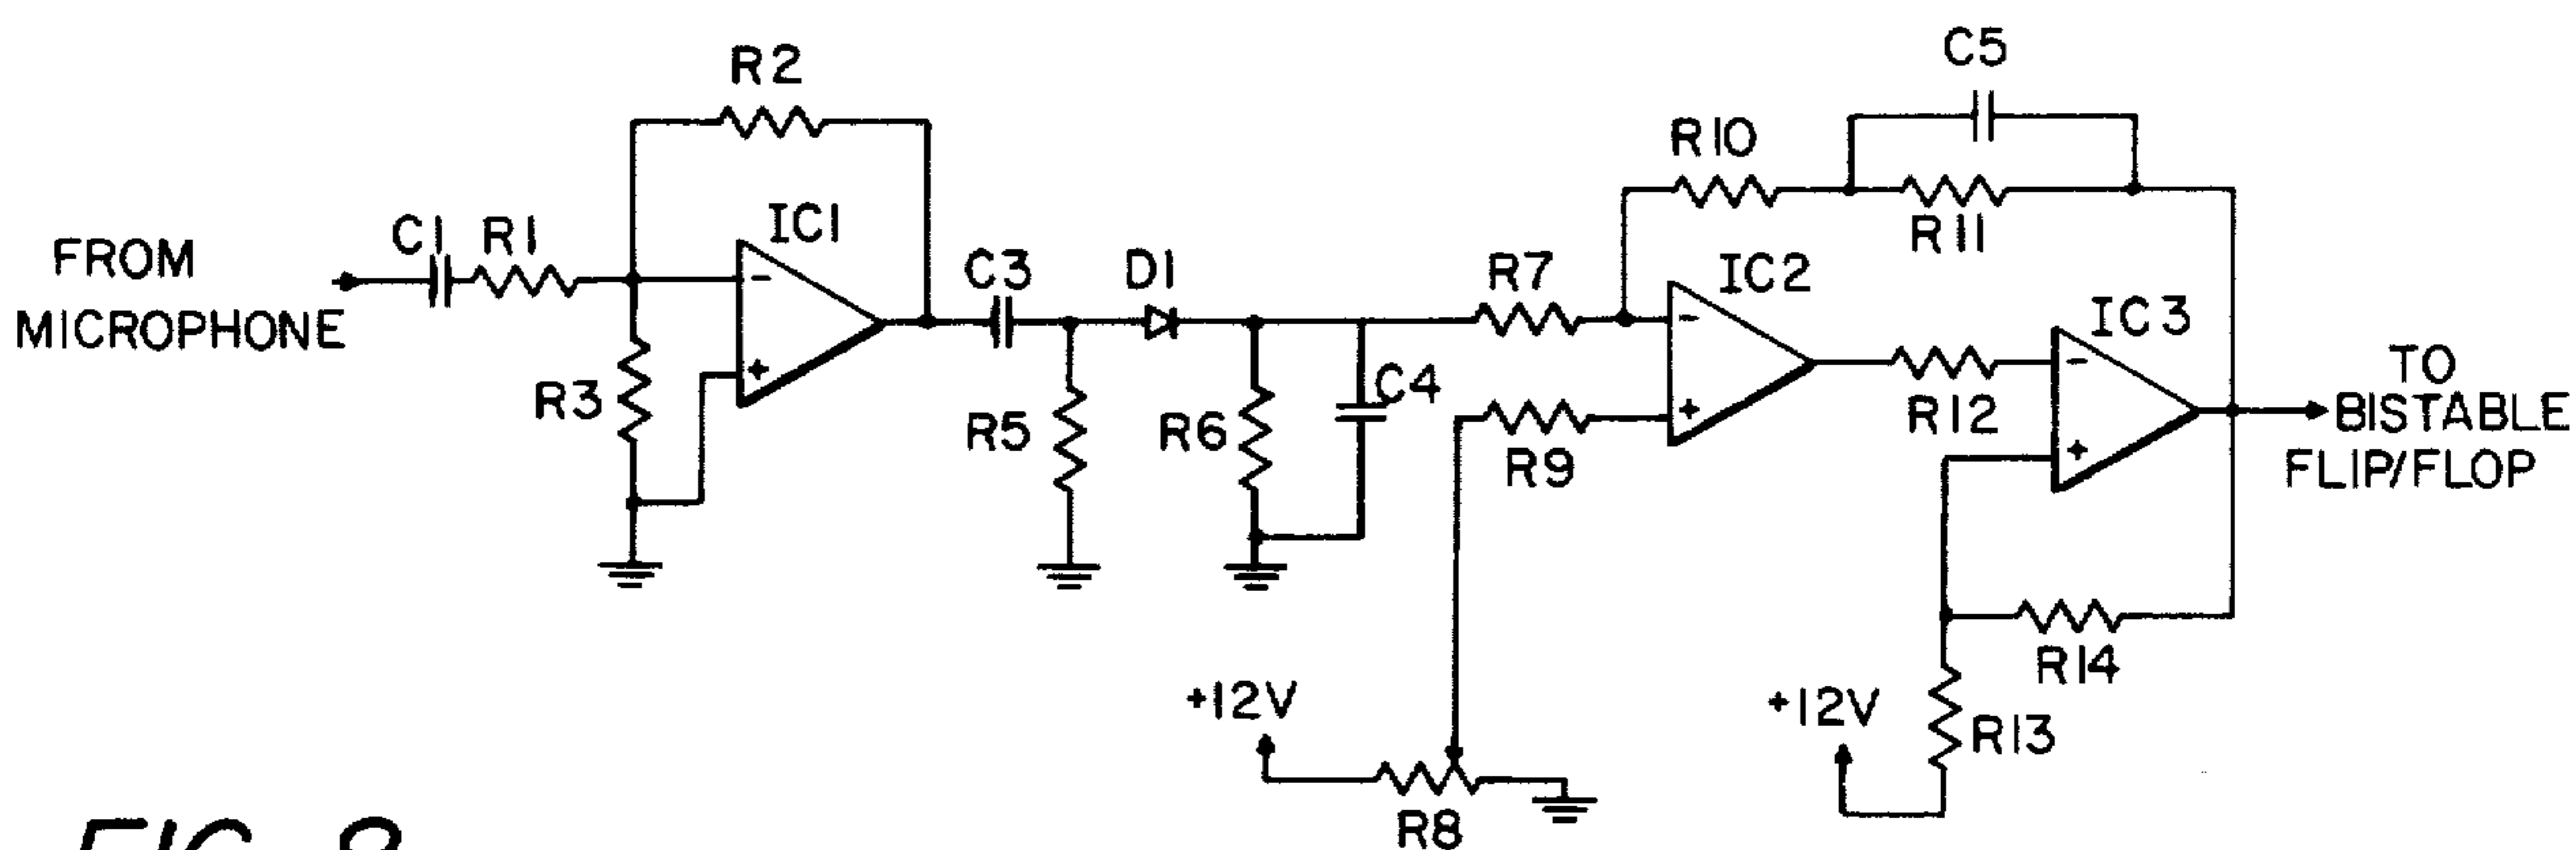 FROM
MICROPHONE
C1
R1
R2
IC1
-
+
R3
C3
R5
D1
R6
C4
R7
R9
R10
C5
R11
IC2
-
+
R12
IC3
-
+
TO
BISTABLE
FLIP/FLOP
R14
+12V
R13
+12V
R8